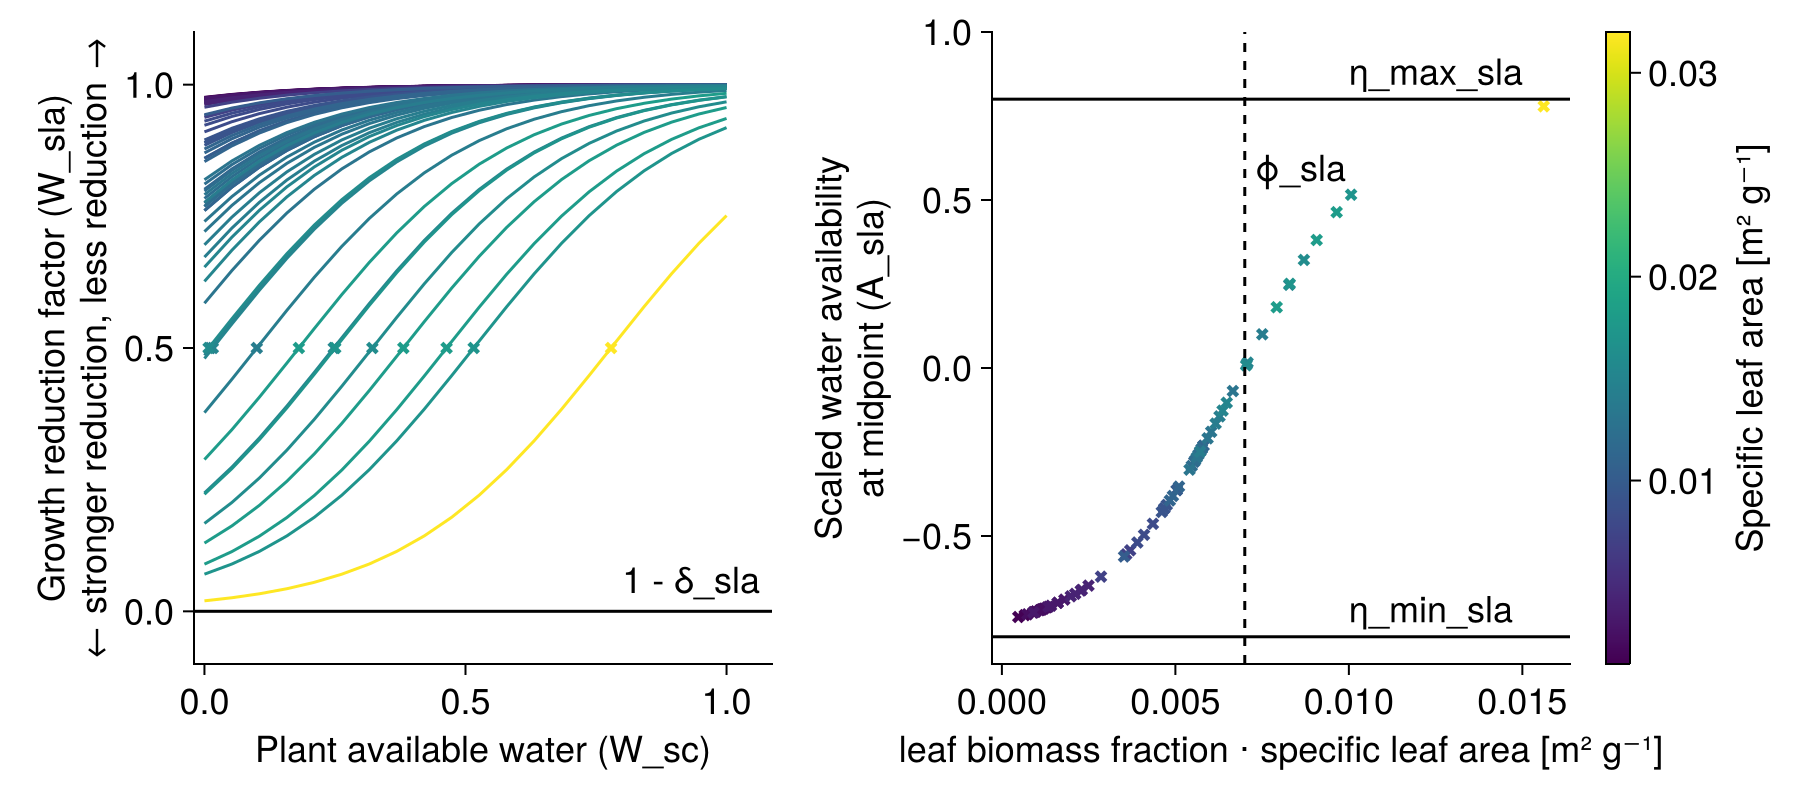 Growth reduction factor (W_sla)
← stronger reduction, less reduction →
1.0
0.5
0.0
1 - δ_sla
0.0
0.5
1.0
Plant available water (W_sc)
Scaled water availability
at midpoint (A_sla)
1.0
0.5
0.0
−0.5
η_max_sla
ϕ_sla
η_min_sla
0.000
0.005
0.010
0.015
leaf biomass fraction · specific leaf area [m² g⁻¹]
0.03
0.02
0.01
Specific leaf area [m² g⁻¹]